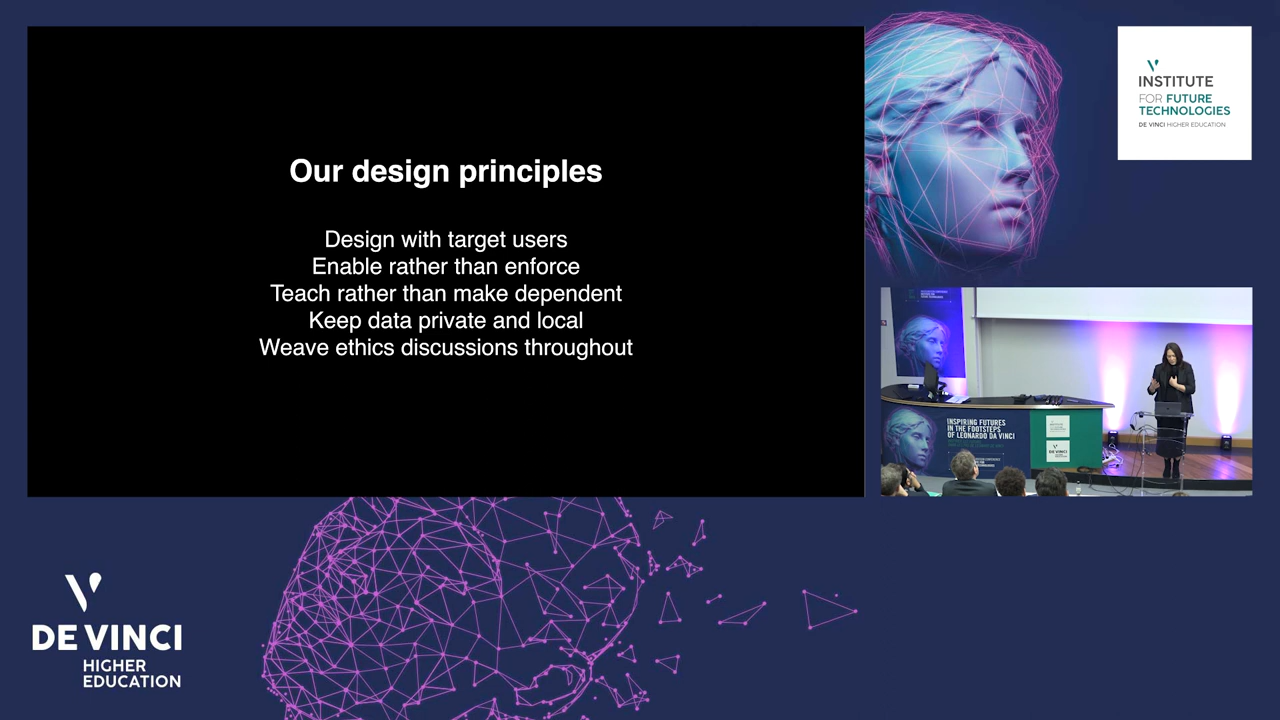 Our design principles
Design with target users
Enable rather than enforce
Teach rather than make dependent
Keep data private and local
Weave ethics discussions throughout
INSTITUTE
FOR FUTURE
TECHNOLOGIES
DE VINCI HIGHER EDUCATION
INSPIRING FUTURES
IN THE FOOTSTEPS
OF LEONARDO DA VINCI
DE VINCI
HIGHER
EDUCATION